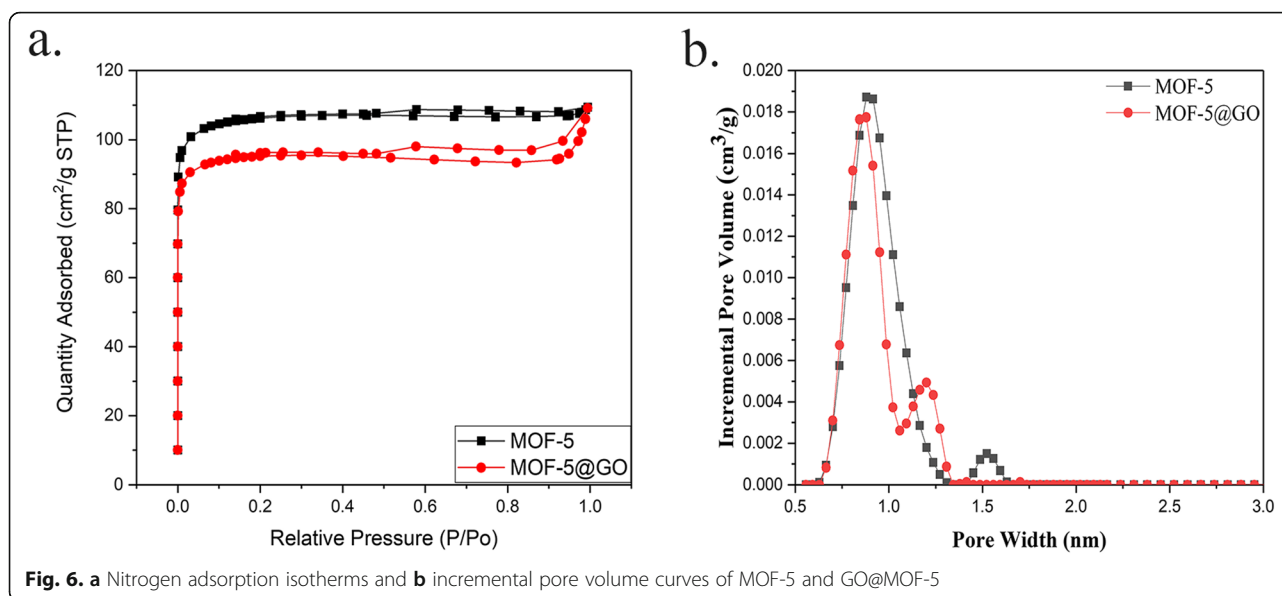 a.
120
100
80
60
40
20
0
Quantity Adsorbed (cm²/g STP)
0.0 0.2 0.4 0.6 0.8 1.0
Relative Pressure (P/Po)
MOF-5
MOF-5@GO
b.
0.020
0.018
0.016
0.014
0.012
0.010
0.008
0.006
0.004
0.002
0.000
Incremental Pore Volume (cm³/g)
0.5 1.0 1.5 2.0 2.5 3.0
Pore Width (nm)
MOF-5
MOF-5@GO
Fig. 6. a Nitrogen adsorption isotherms and b incremental pore volume curves of MOF-5 and GO@MOF-5